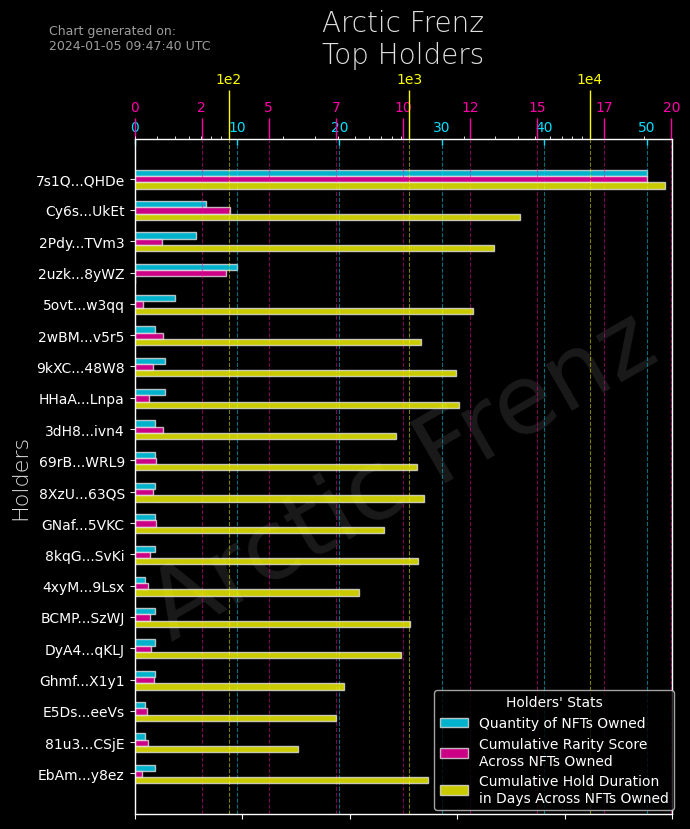 Chart generated on:
2024-01-05 09:47:40 UTC
Arctic Frenz
Top Holders
1e2 1e3 1e4
0 2 5 7 10 12 15 17 20
0 10 20 30 40 50
Holders
7s1Q...QHDe
Cy6s...UkEt
2Pdy...TVm3
2uzk...8yWZ
5ovt...w3qq
2wBM...v5r5
9kXC...48W8
HHaA...Lnpa
3dH8...ivn4
69rB...WRL9
8XzU...63QS
GNaf...5VKC
8kqG...SvKi
4xyM...9Lsx
BCMP...SzWJ
DyA4...qKLJ
Ghmf...X1y1
E5Ds...eeVs
81u3...CSjE
EbAm...y8ez
Arctic Frenz
Holders' Stats
Quantity of NFTs Owned
Cumulative Rarity Score
Across NFTs Owned
Cumulative Hold Duration
in Days Across NFTs Owned